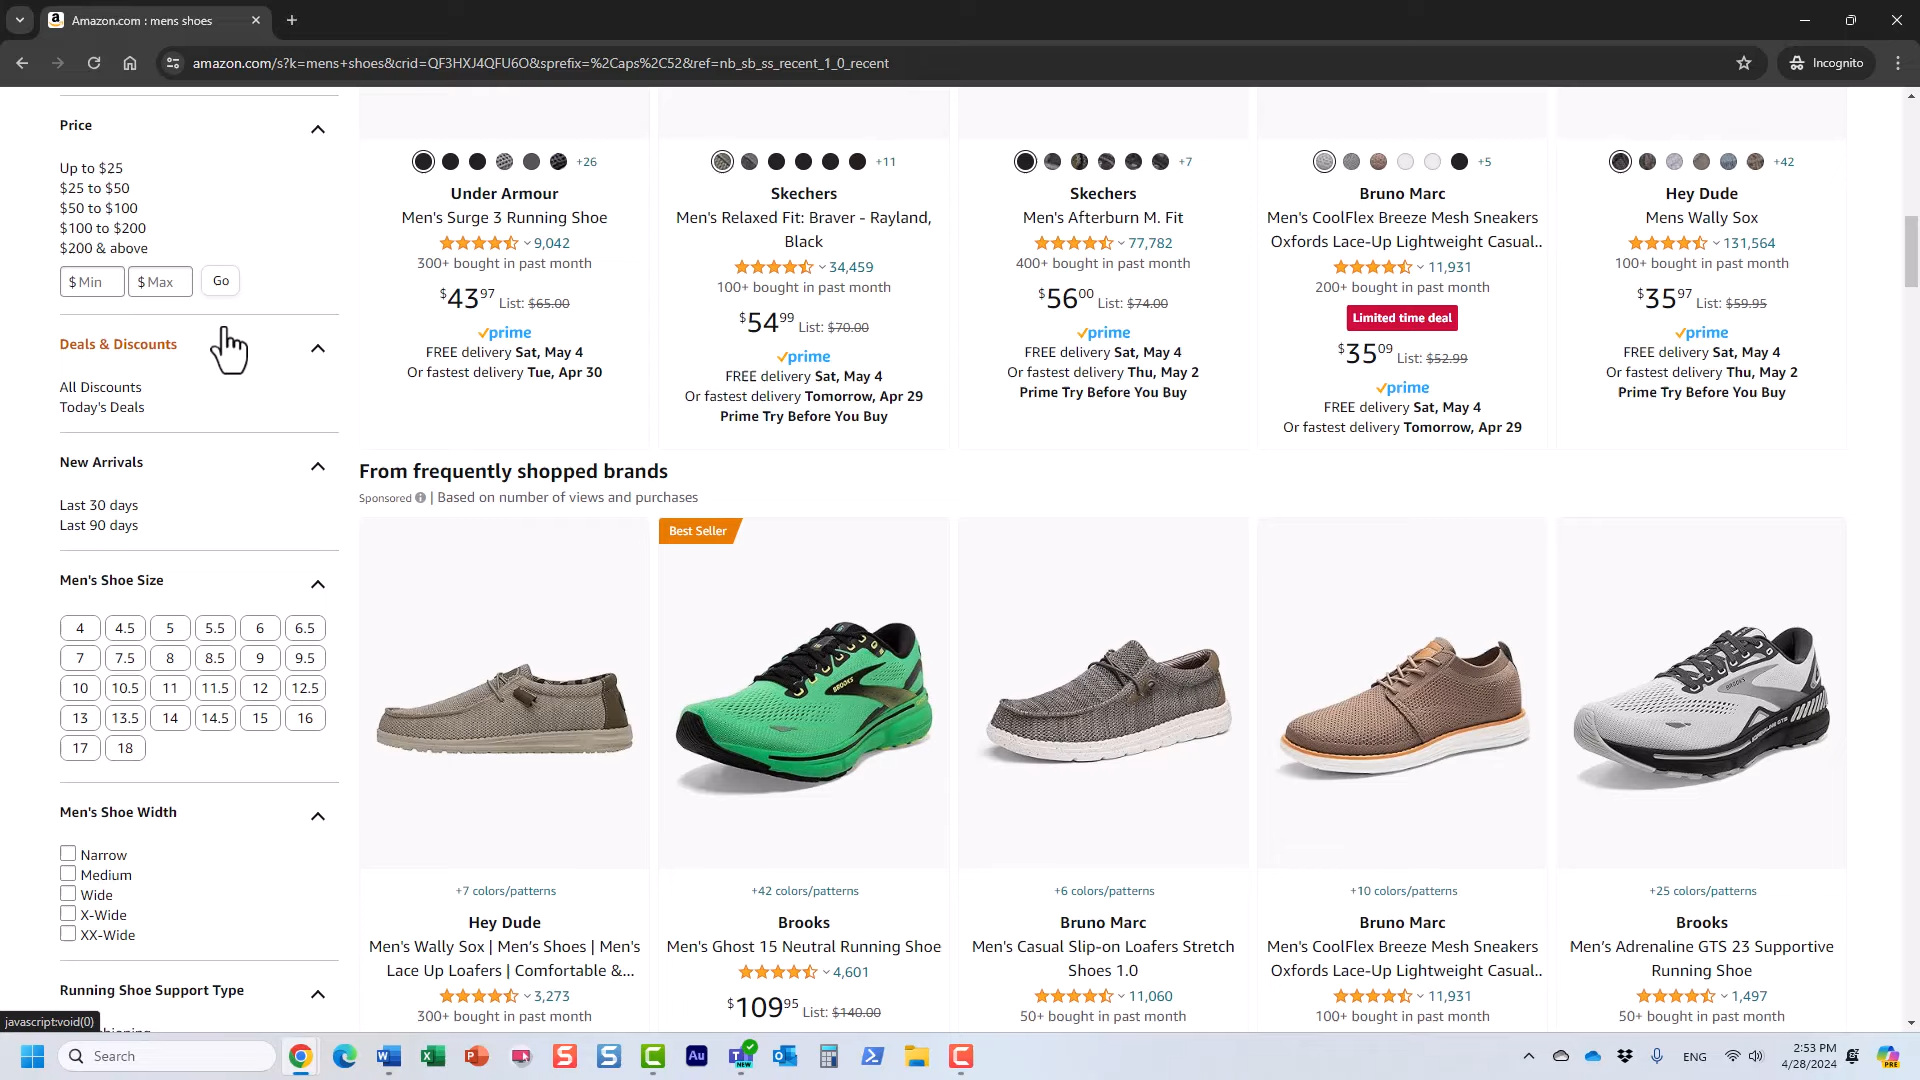 Amazon.com : mens shoes
amazon.com/s?k=mens+shoes&crid=QF3HXJ4QFU6O&sprefix=%2Caps%2C52&ref=nb_sb_ss_recent_1_0_recent
Incognito
Price
Up to $25
$25 to $50
$50 to $100
$100 to $200
$200 & above
$ Min $ Max Go
Deals & Discounts
All Discounts
Today's Deals
New Arrivals
Last 30 days
Last 90 days
Men's Shoe Size
4 4.5 5 5.5 6 6.5
7 7.5 8 8.5 9 9.5
10 10.5 11 11.5 12 12.5
13 13.5 14 14.5 15 16
17 18
Men's Shoe Width
Narrow
Medium
Wide
X-Wide
XX-Wide
Running Shoe Support Type
javascript:void(0)
+26
Under Armour
Men's Surge 3 Running Shoe
9,042
300+ bought in past month
$43 97 List: $65.00
prime
FREE delivery Sat, May 4
Or fastest delivery Tue, Apr 30
+11
Skechers
Men's Relaxed Fit: Braver - Rayland,
Black
34,459
100+ bought in past month
$54 99 List: $70.00
prime
FREE delivery Sat, May 4
Or fastest delivery Tomorrow, Apr 29
Prime Try Before You Buy
+7
Skechers
Men's Afterburn M. Fit
77,782
400+ bought in past month
$56 00 List: $74.00
prime
FREE delivery Sat, May 4
Or fastest delivery Thu, May 2
Prime Try Before You Buy
+5
Bruno Marc
Men's CoolFlex Breeze Mesh Sneakers
Oxfords Lace-Up Lightweight Casual..
11,931
200+ bought in past month
Limited time deal
$35 09 List: $52.99
prime
FREE delivery Sat, May 4
Or fastest delivery Tomorrow, Apr 29
+42
Hey Dude
Mens Wally Sox
131,564
100+ bought in past month
$35 97 List: $59.95
prime
FREE delivery Sat, May 4
Or fastest delivery Thu, May 2
Prime Try Before You Buy
From frequently shopped brands
Sponsored | Based on number of views and purchases
+7 colors/patterns
Hey Dude
Men's Wally Sox | Men's Shoes | Men's
Lace Up Loafers | Comfortable &...
3,273
300+ bought in past month
Best Seller
BROOKS
+42 colors/patterns
Brooks
Men's Ghost 15 Neutral Running Shoe
4,601
$109 95 List: $140.00
+6 colors/patterns
Bruno Marc
Men's Casual Slip-on Loafers Stretch
Shoes 1.0
11,060
50+ bought in past month
+10 colors/patterns
Bruno Marc
Men's CoolFlex Breeze Mesh Sneakers
Oxfords Lace-Up Lightweight Casual..
11,931
100+ bought in past month
BROOKS
+25 colors/patterns
Brooks
Men's Adrenaline GTS 23 Supportive
Running Shoe
1,497
50+ bought in past month
Search
ENG
2:53 PM
4/28/2024